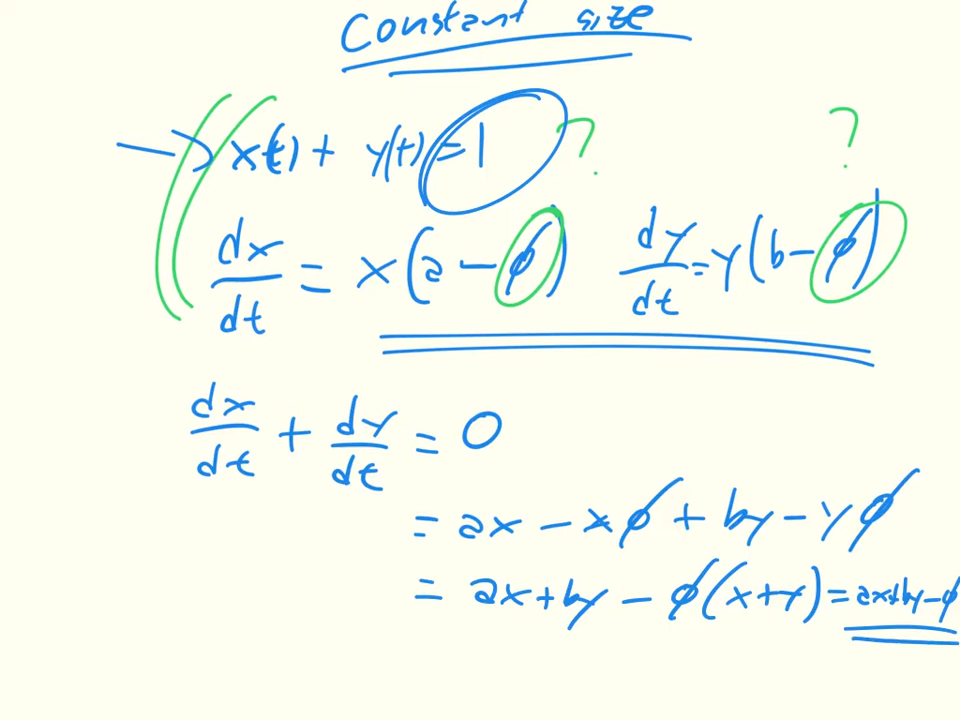 Constant size
→ x(t) + y(t) = 1 ? ?
dx/dt = x(a − ϕ) dy/dt = y(b − ϕ)
dx/dt + dy/dt = 0
= ax − xϕ + by − yϕ
= ax + by − ϕ(x+y) = ax+by−ϕ